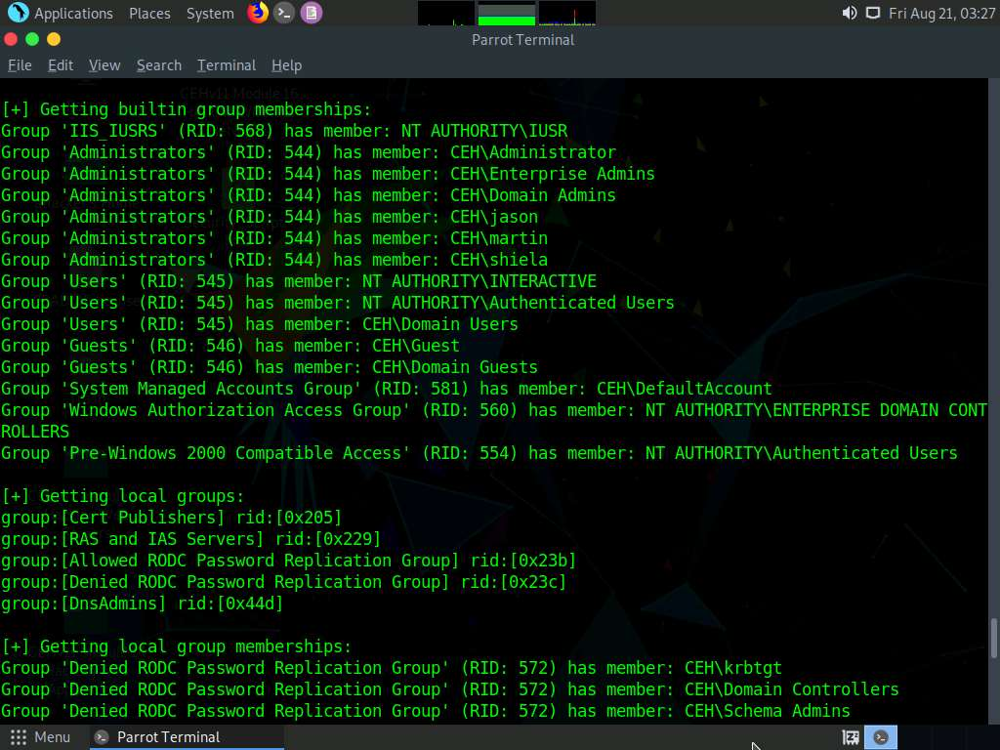 Applications Places System Fri Aug 21, 03:27
Parrot Terminal
File Edit View Search Terminal Help
[+] Getting builtin group memberships:
Group 'IIS_IUSRS' (RID: 568) has member: NT AUTHORITY\IUSR
Group 'Administrators' (RID: 544) has member: CEH\Administrator
Group 'Administrators' (RID: 544) has member: CEH\Enterprise Admins
Group 'Administrators' (RID: 544) has member: CEH\Domain Admins
Group 'Administrators' (RID: 544) has member: CEH\jason
Group 'Administrators' (RID: 544) has member: CEH\martin
Group 'Administrators' (RID: 544) has member: CEH\shiela
Group 'Users' (RID: 545) has member: NT AUTHORITY\INTERACTIVE
Group 'Users' (RID: 545) has member: NT AUTHORITY\Authenticated Users
Group 'Users' (RID: 545) has member: CEH\Domain Users
Group 'Guests' (RID: 546) has member: CEH\Guest
Group 'Guests' (RID: 546) has member: CEH\Domain Guests
Group 'System Managed Accounts Group' (RID: 581) has member: CEH\DefaultAccount
Group 'Windows Authorization Access Group' (RID: 560) has member: NT AUTHORITY\ENTERPRISE DOMAIN CONT
ROLLERS
Group 'Pre-Windows 2000 Compatible Access' (RID: 554) has member: NT AUTHORITY\Authenticated Users
[+] Getting local groups:
group:[Cert Publishers] rid:[0x205]
group:[RAS and IAS Servers] rid:[0x229]
group:[Allowed RODC Password Replication Group] rid:[0x23b]
group:[Denied RODC Password Replication Group] rid:[0x23c]
group:[DnsAdmins] rid:[0x44d]
[+] Getting local group memberships:
Group 'Denied RODC Password Replication Group' (RID: 572) has member: CEH\krbtgt
Group 'Denied RODC Password Replication Group' (RID: 572) has member: CEH\Domain Controllers
Group 'Denied RODC Password Replication Group' (RID: 572) has member: CEH\Schema Admins
Menu Parrot Terminal